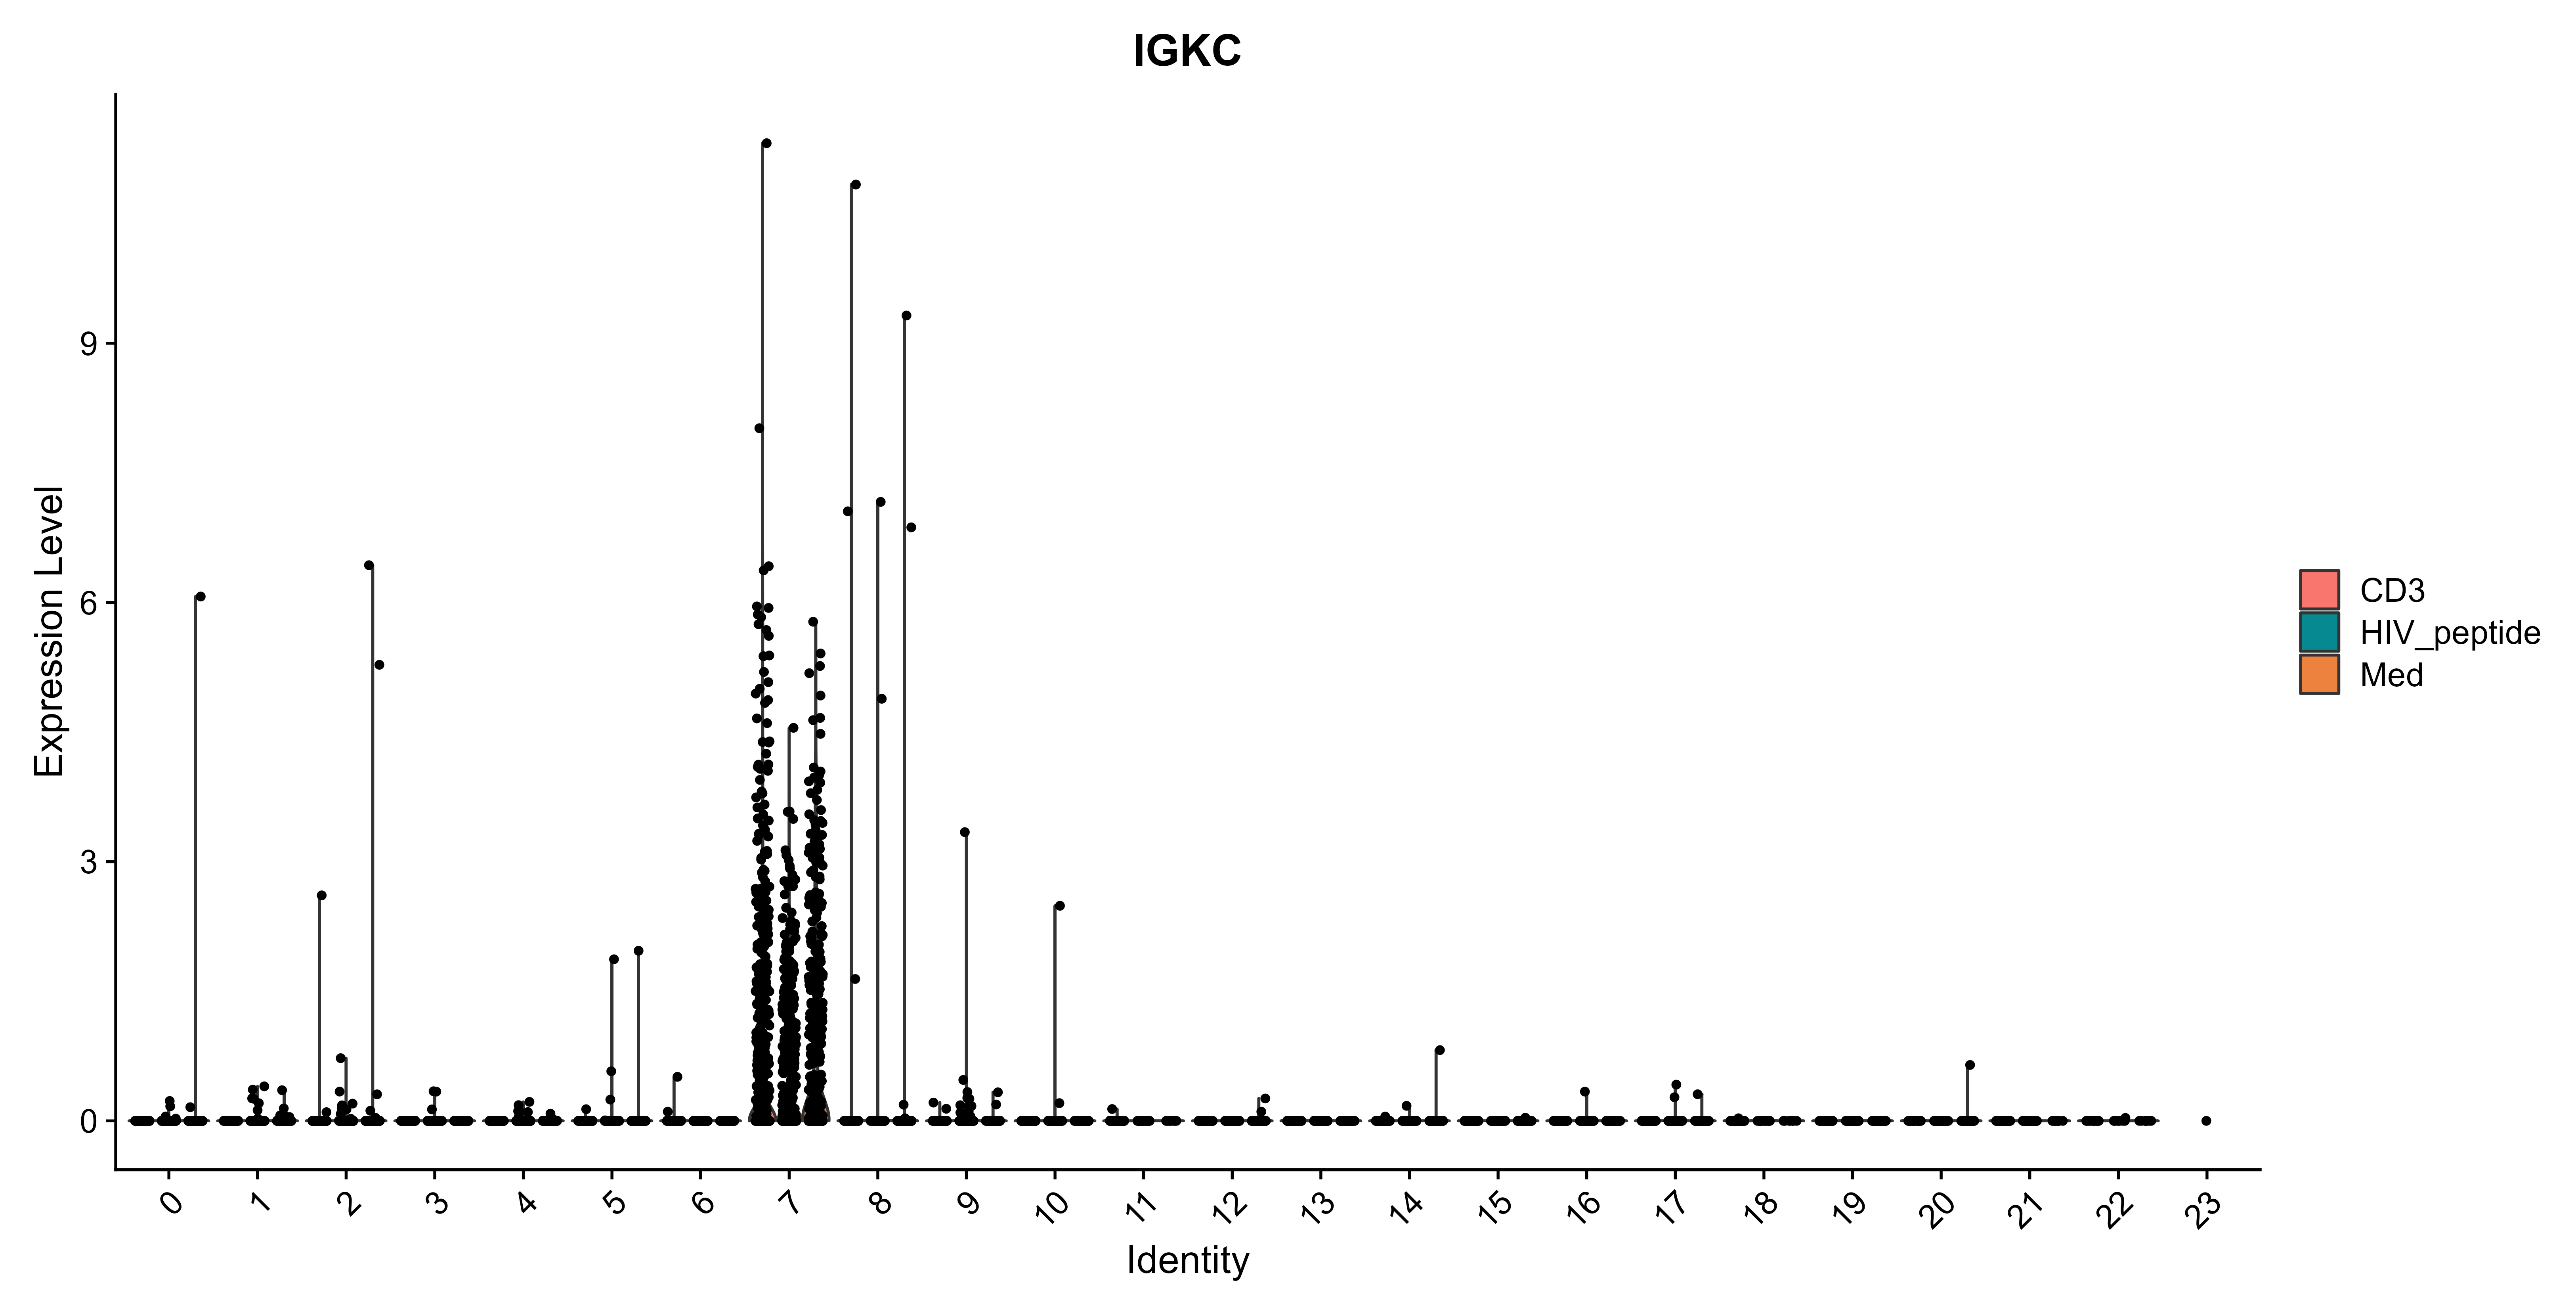 IGKC
Expression Level
9
6
3
0
0 1 2 3 4 5 6 7 8 9 10 11 12 13 14 15 16 17 18 19 20 21 22 23
Identity
CD3
HIV_peptide
Med